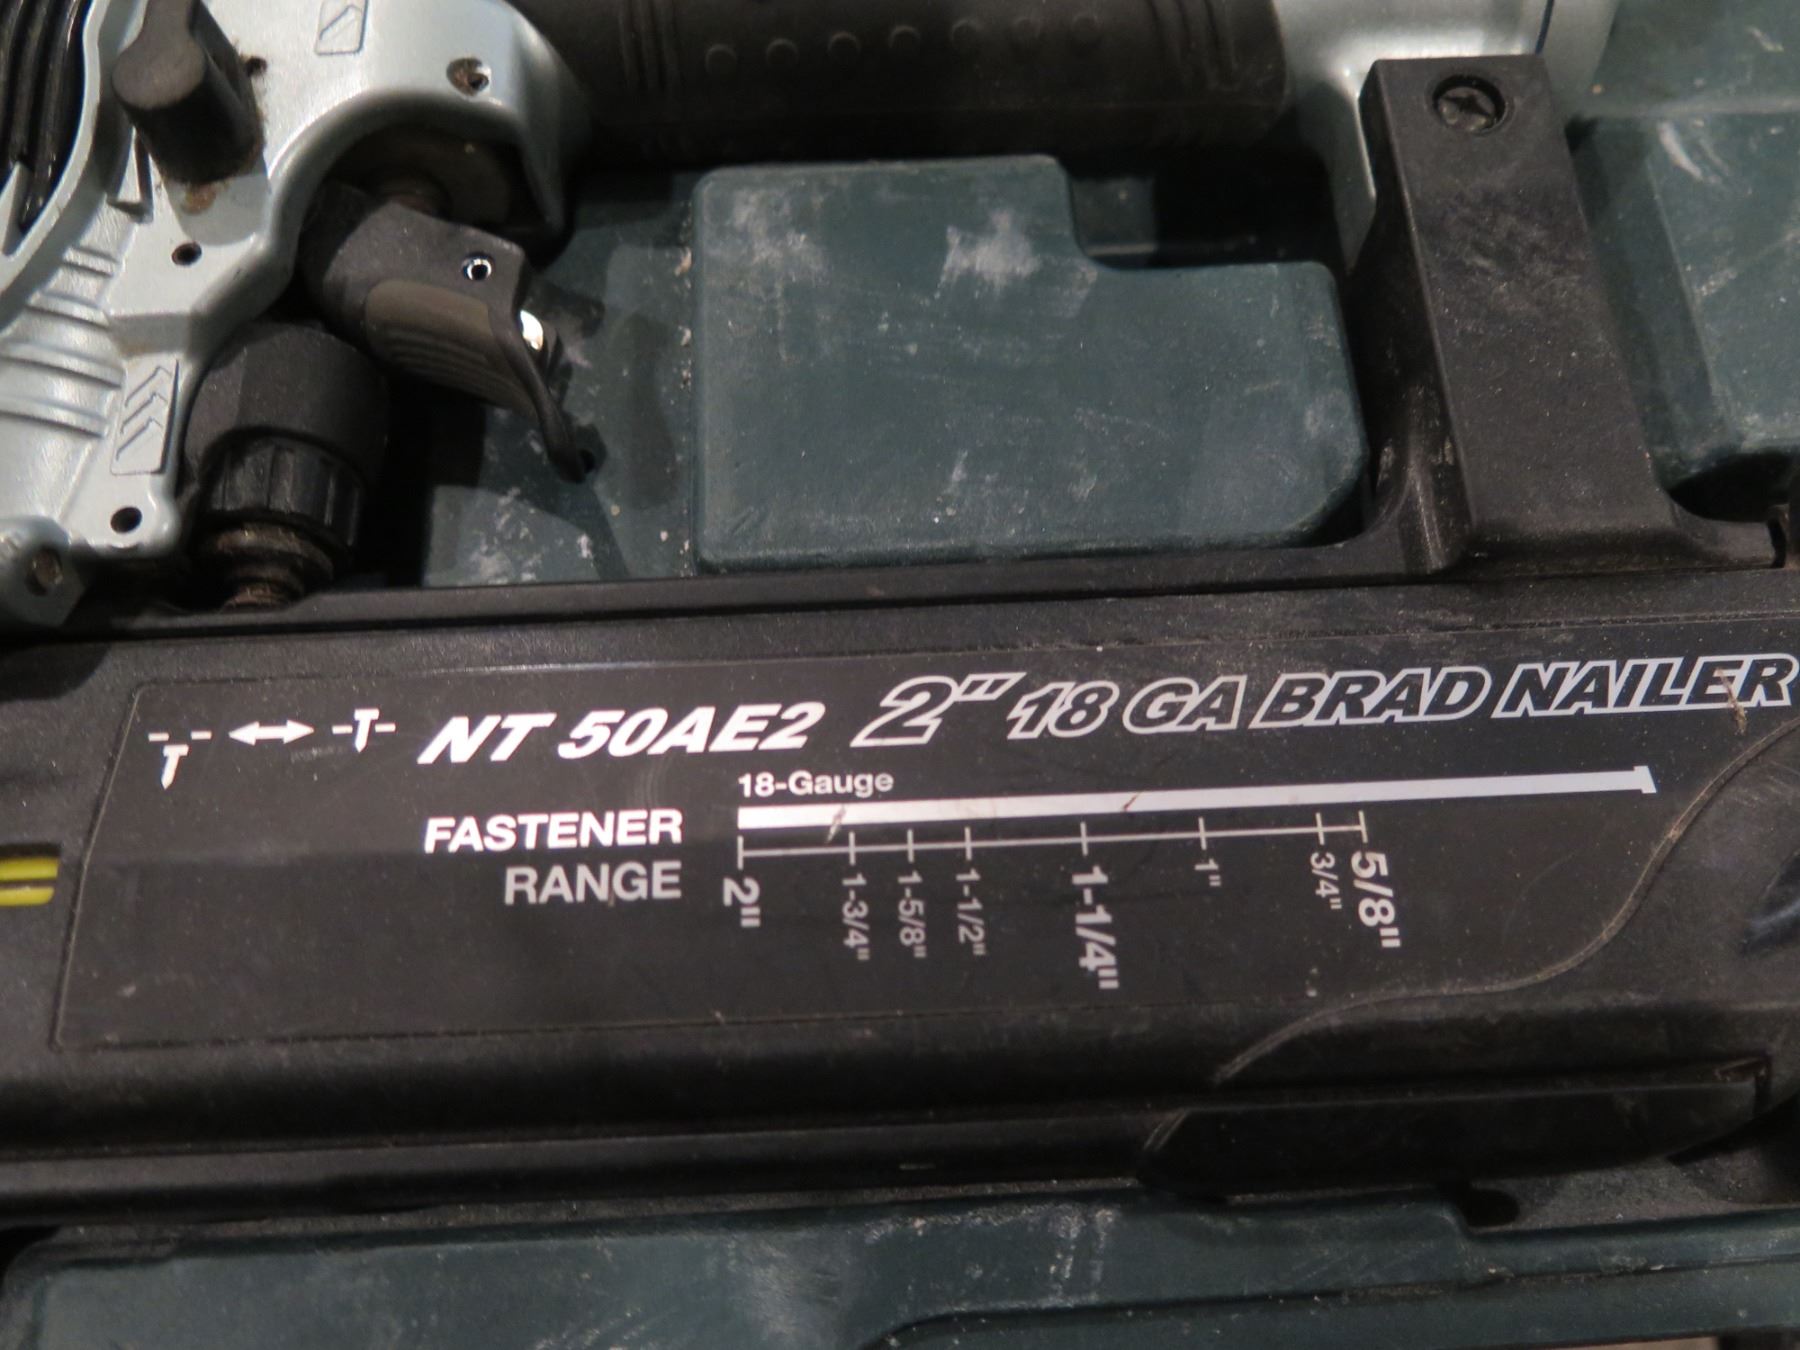 NT 50AE2 2" 18 GA BRAD NAILER
18-Gauge
FASTENER
RANGE
2"
1-3/4"
1-5/8"
1-1/2"
1-1/4"
1"
3/4"
5/8"